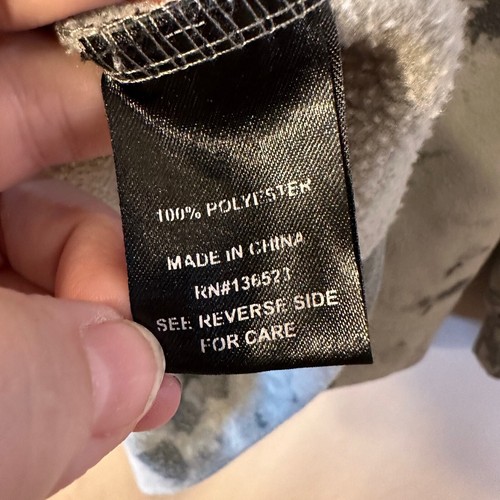 100% POLYESTER
MADE IN CHINA
RN#136523
SEE REVERSE SIDE
FOR CARE